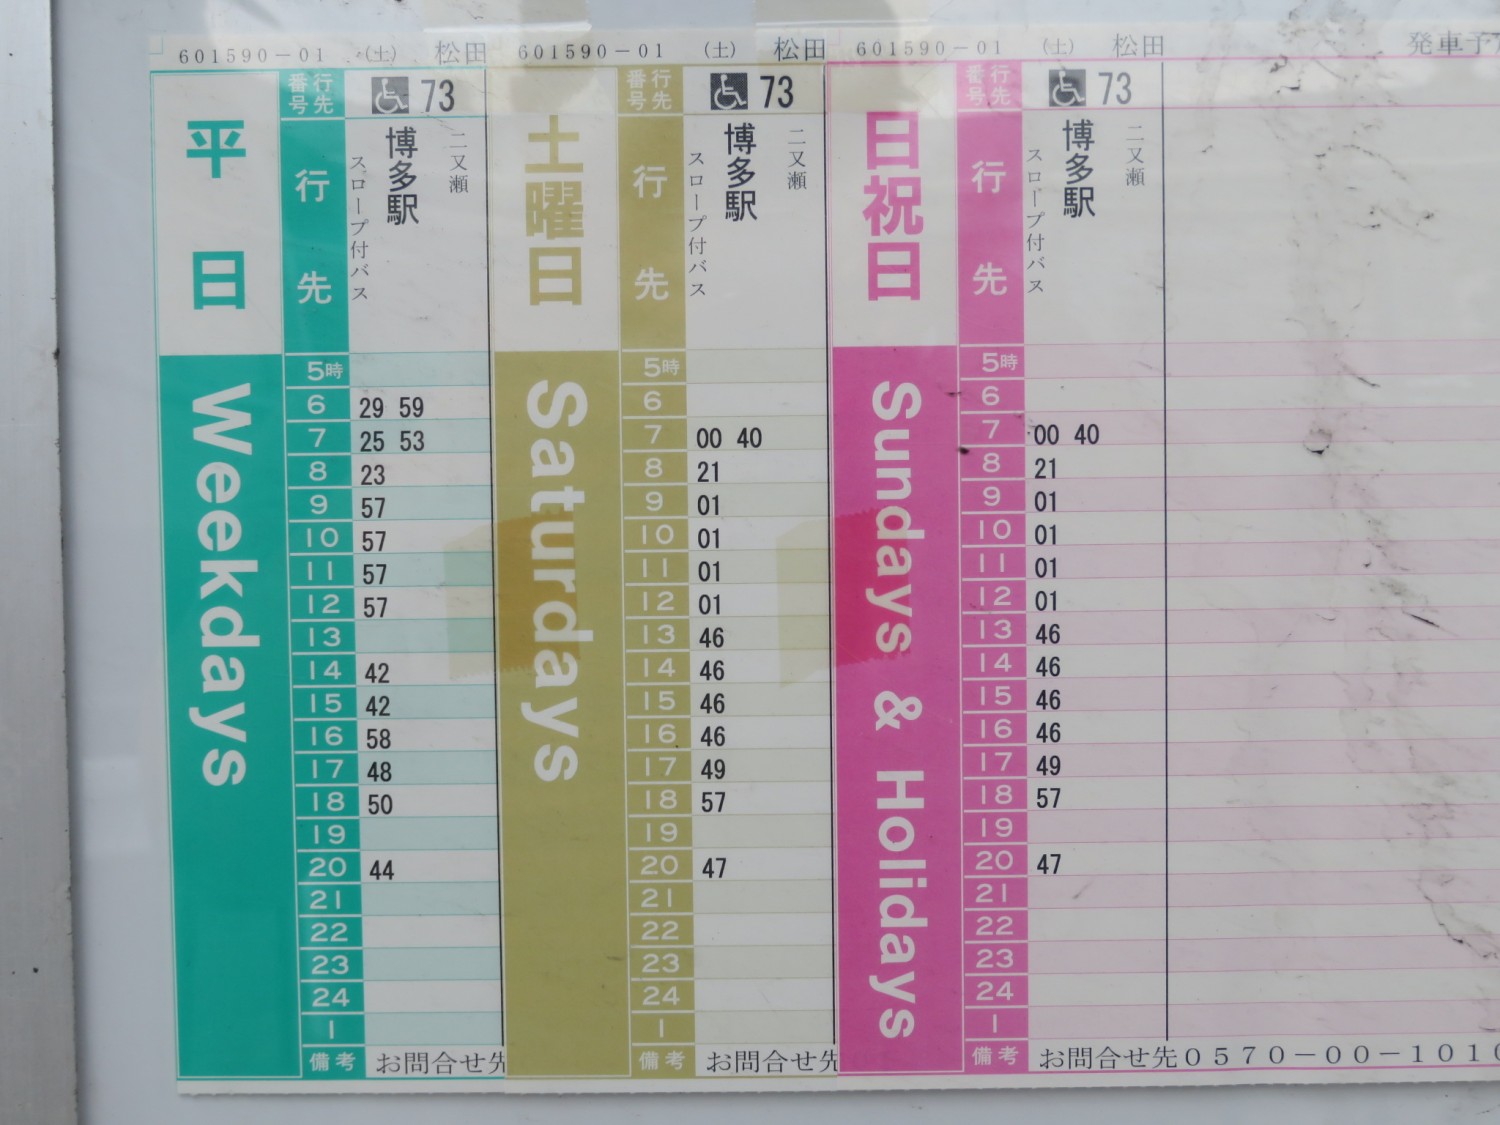 601590-01 (土) 松田
平日
Weekdays
番号 行先
73
行先
博多駅
二又瀬
スロープ付バス
5時
6 29 59
7 25 53
8 23
9 57
10 57
11 57
12 57
13
14 42
15 42
16 58
17 48
18 50
19
20 44
21
22
23
24
1
備考 お問合せ先
601590-01 (土) 松田
土曜日
Saturdays
番号 行先
73
行先
博多駅
二又瀬
スロープ付バス
5時
6
7 00 40
8 21
9 01
10 01
11 01
12 01
13 46
14 46
15 46
16 46
17 49
18 57
19
20 47
21
22
23
24
1
備考 お問合せ先
601590-01 (土) 松田 発車予
日祝日
Sundays & Holidays
番号 行先
73
行先
博多駅
二又瀬
スロープ付バス
5時
6
7 00 40
8 21
9 01
10 01
11 01
12 01
13 46
14 46
15 46
16 46
17 49
18 57
19
20 47
21
22
23
24
1
備考 お問合せ先0570-00-1010